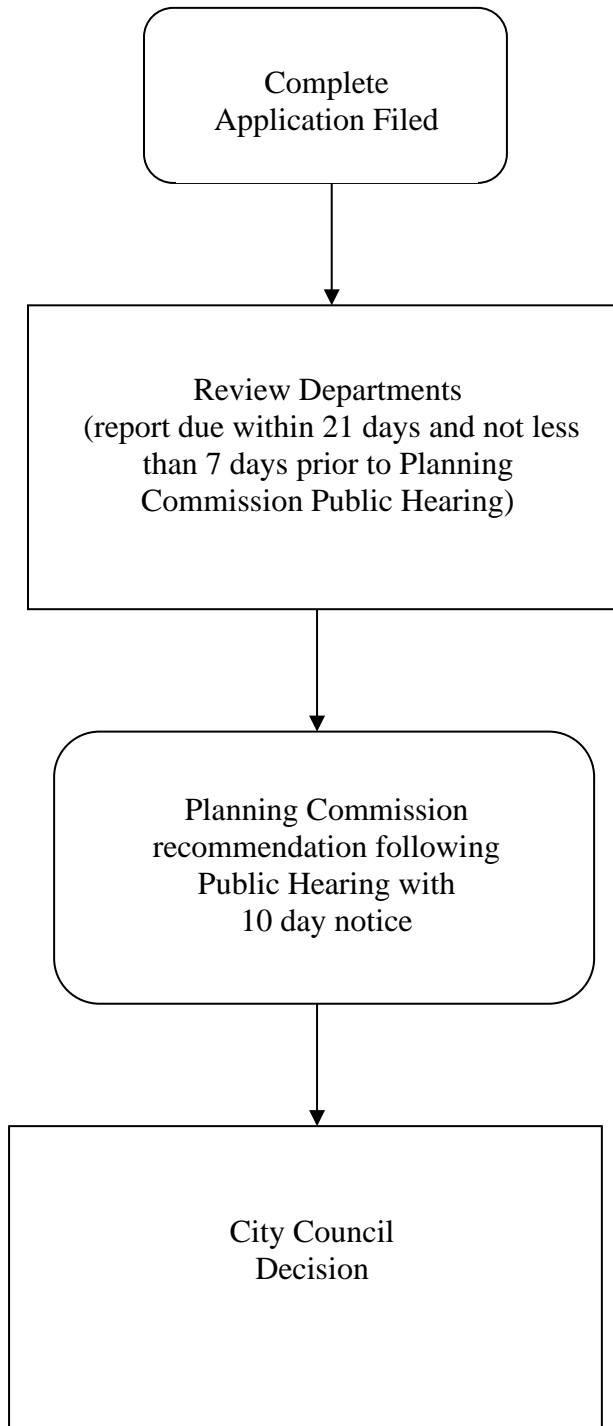 Complete
Application Filed
Review Departments
(report due within 21 days and not less
than 7 days prior to Planning
Commission Public Hearing)
Planning Commission
recommendation following
Public Hearing with
10 day notice
City Council
Decision